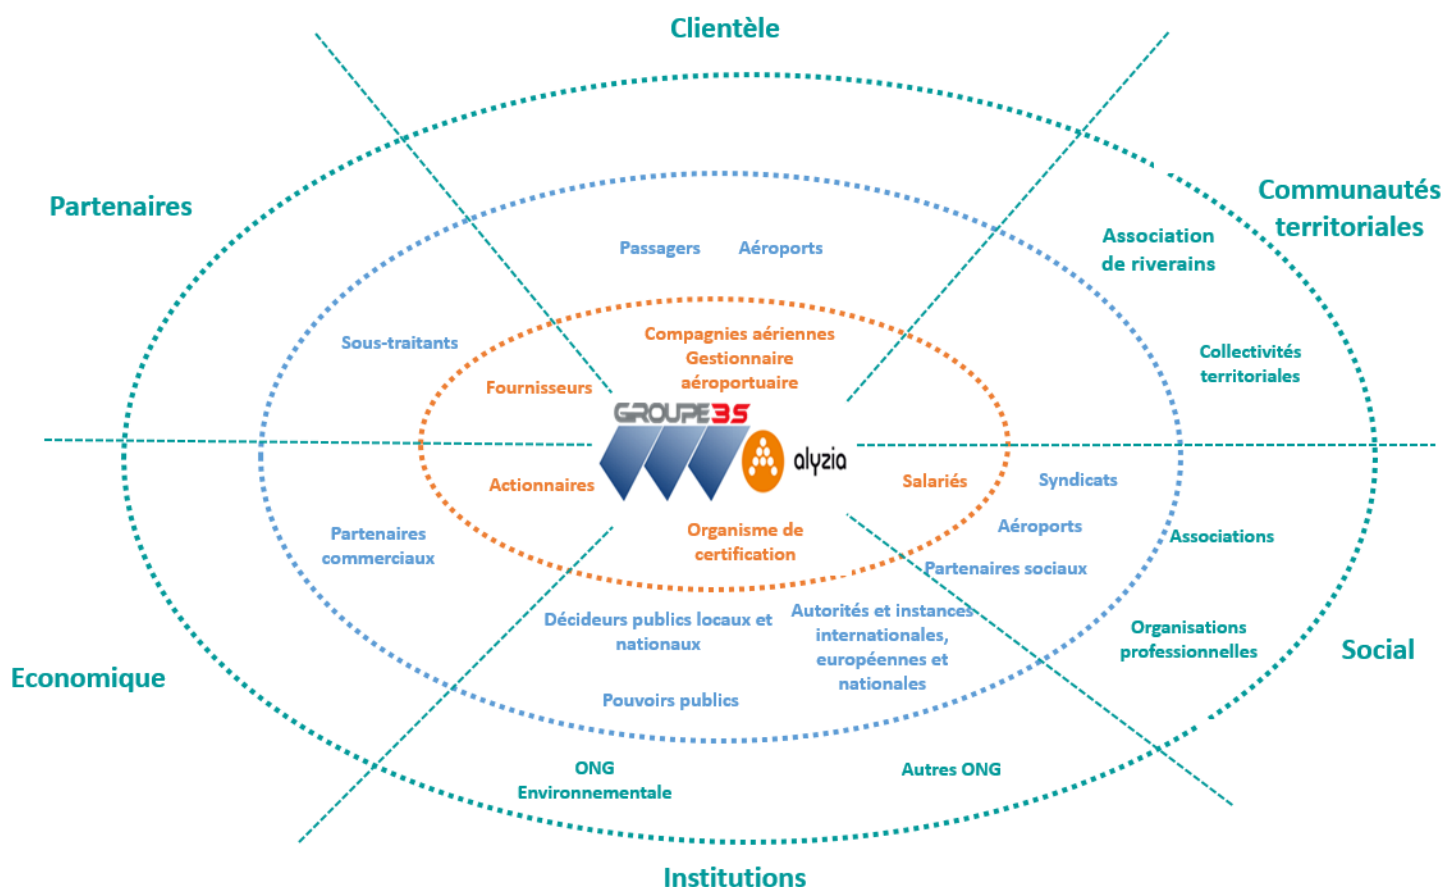 Clientèle
Partenaires
Communautés
territoriales
Passagers
Aéroports
Association
de riverains
Sous-traitants
Compagnies aériennes
Gestionnaire
aéroportuaire
Fournisseurs
Collectivités
territoriales
GROUPE3S
alyzia
Actionnaires
Salariés
Syndicats
Organisme de
certification
Aéroports
Partenaires
commerciaux
Associations
Partenaires sociaux
Décideurs publics locaux et
nationaux
Autorités et instances
internationales,
européennes et
nationales
Organisations
professionnelles
Social
Economique
Pouvoirs publics
ONG
Environnementale
Autres ONG
Institutions